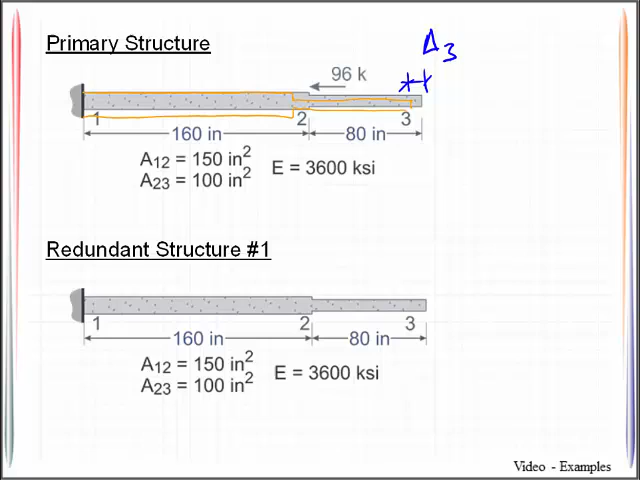 Primary Structure
Δ3
96 k
1 2 3
160 in 80 in
A12 = 150 in2
A23 = 100 in2
E = 3600 ksi
Redundant Structure #1
1 2 3
160 in 80 in
A12 = 150 in2
A23 = 100 in2
E = 3600 ksi
Video - Examples